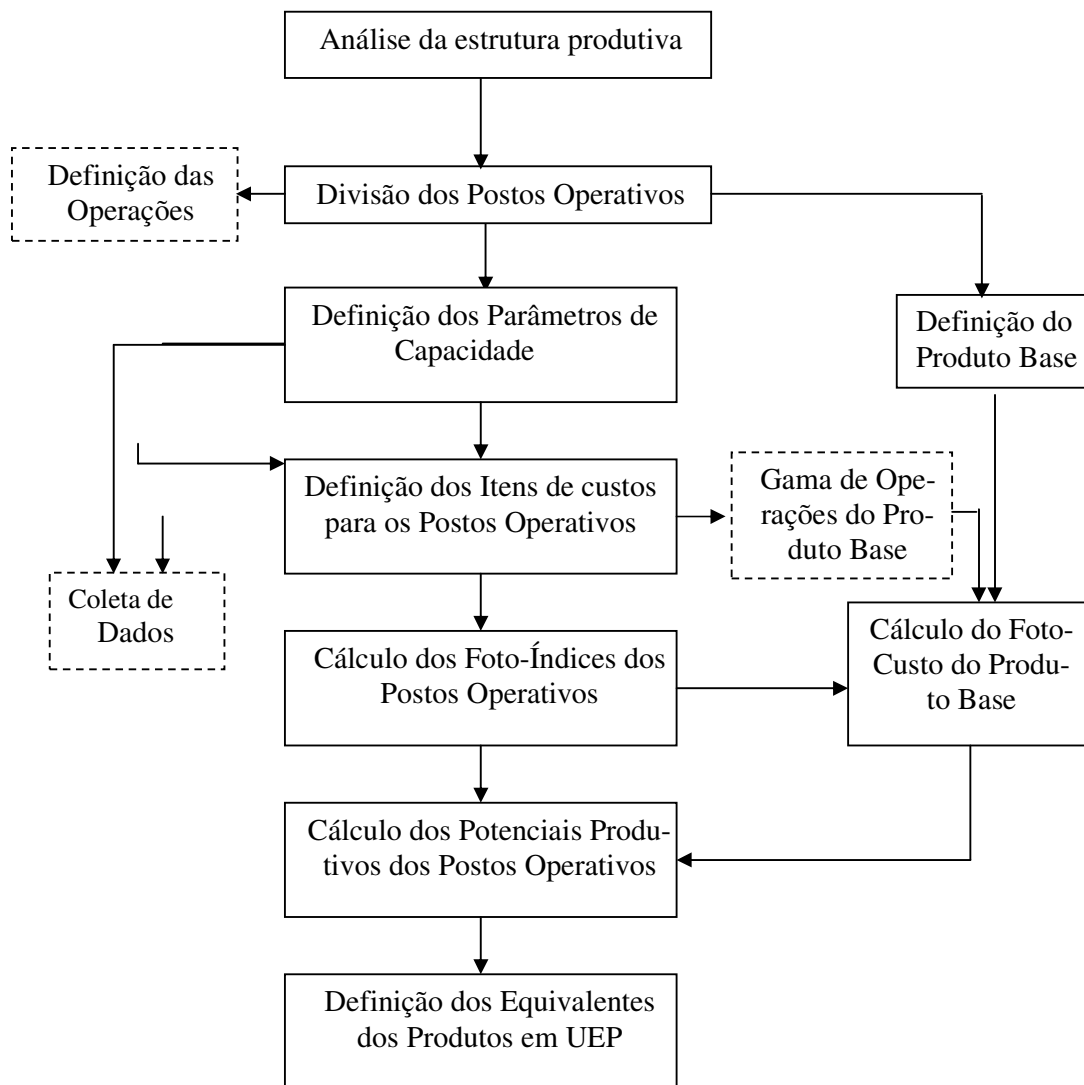 Análise da estrutura produtiva
Definição das
Operações
Divisão dos Postos Operativos
Definição dos Parâmetros de
Capacidade
Definição do
Produto Base
Definição dos Itens de custos
para os Postos Operativos
Gama de Ope-
rações do Pro-
duto Base
Coleta de
Dados
Cálculo dos Foto-Índices dos
Postos Operativos
Cálculo do Foto-
Custo do Produ-
to Base
Cálculo dos Potenciais Produ-
tivos dos Postos Operativos
Definição dos Equivalentes
dos Produtos em UEP